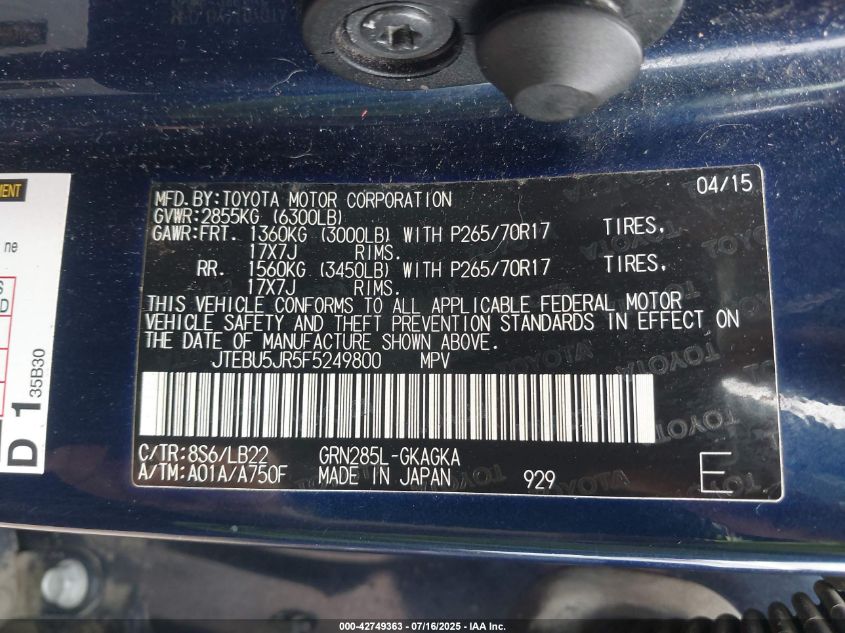 MFD. BY:TOYOTA MOTOR CORPORATION 04/15
GVWR:2855KG (6300LB)
GAWR:FRT. 1360KG (3000LB) WITH P265/70R17 TIRES,
17X7J RIMS.
RR. 1560KG (3450LB) WITH P265/70R17 TIRES,
17X7J RIMS.
THIS VEHICLE CONFORMS TO ALL APPLICABLE FEDERAL MOTOR
VEHICLE SAFETY AND THEFT PREVENTION STANDARDS IN EFFECT ON
THE DATE OF MANUFACTURE SHOWN ABOVE.
JTEBU5JR5F5249800 MPV
C/TR:8S6/LB22 GRN285L-GKAGKA
A/TM:A01A/A750F MADE IN JAPAN 929 E
ne
D 1 35B30
000-42749363 - 07/16/2025 - IAA Inc.